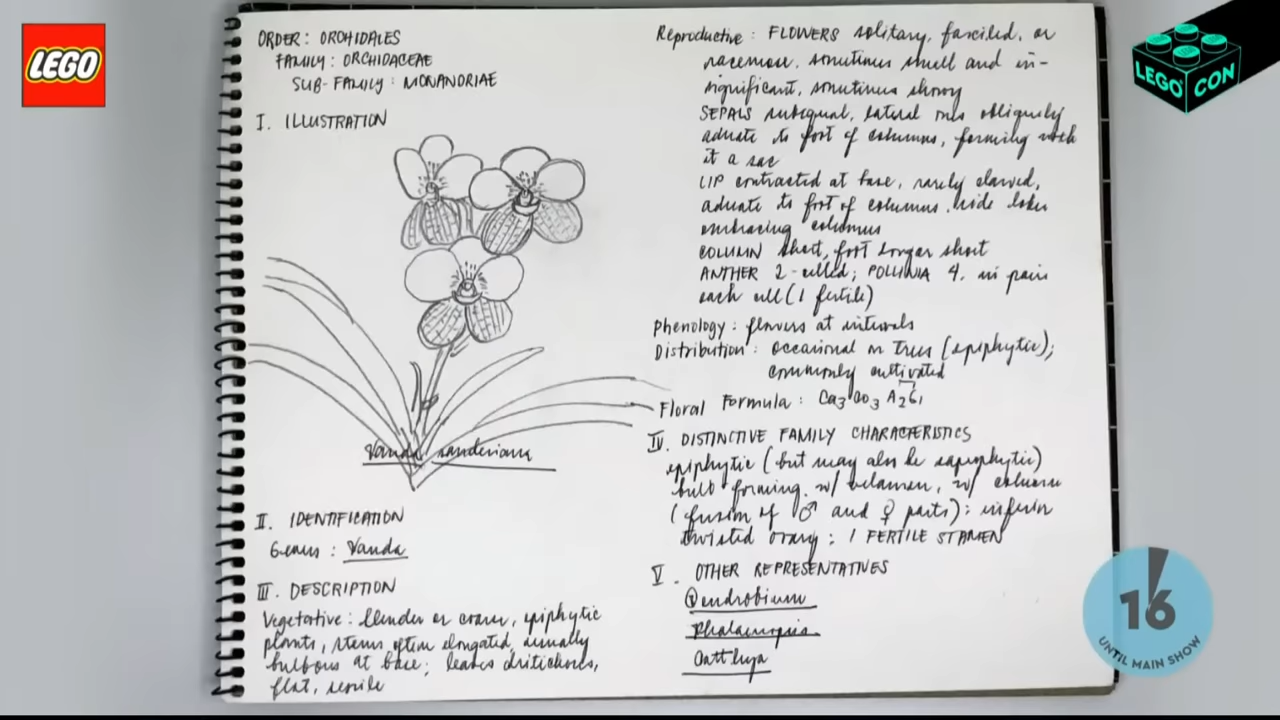 LEGO
LEGO CON
ORDER: ORCHIDALES
FAMILY: ORCHIDACEAE
SUB-FAMILY: MONANDRIAE
I. ILLUSTRATION
Vanda sanderiana
II. IDENTIFICATION
Genus: Vanda
III. DESCRIPTION
Vegetative: slender or coarse, epiphytic
plants, stems often elongated, usually
bulbous at base; leaves distichous,
flat, sessile
Reproductive: FLOWERS solitary, fascicled, or
racemose, sometimes small and in-
significant, sometimes showy
SEPALS subequal, lateral ones obliquely
adnate to foot of columns, forming with
it a sac
LIP contracted at base, rarely clawed,
adnate to foot of columns, side lobes
embracing columns
COLUMN short, foot longer short
ANTHER 2-celled; POLLINIA 4, in pairs
each cell (1 fertile)
Phenology: flowers at intervals
Distribution: occasional on trees (epiphytic);
commonly cultivated
Floral Formula: Ca3 Co3 A2 G1
IV. DISTINCTIVE FAMILY CHARACTERISTICS
epiphytic (but may also be saprophytic)
bulb forming, w/ velamen, w/ column
(fusion of ♂ and ♀ parts); inferior
twisted ovary; 1 FERTILE STAMEN
V. OTHER REPRESENTATIVES
Dendrobium
Phalaenopsis
Cattleya
16
UNTIL MAIN SHOW